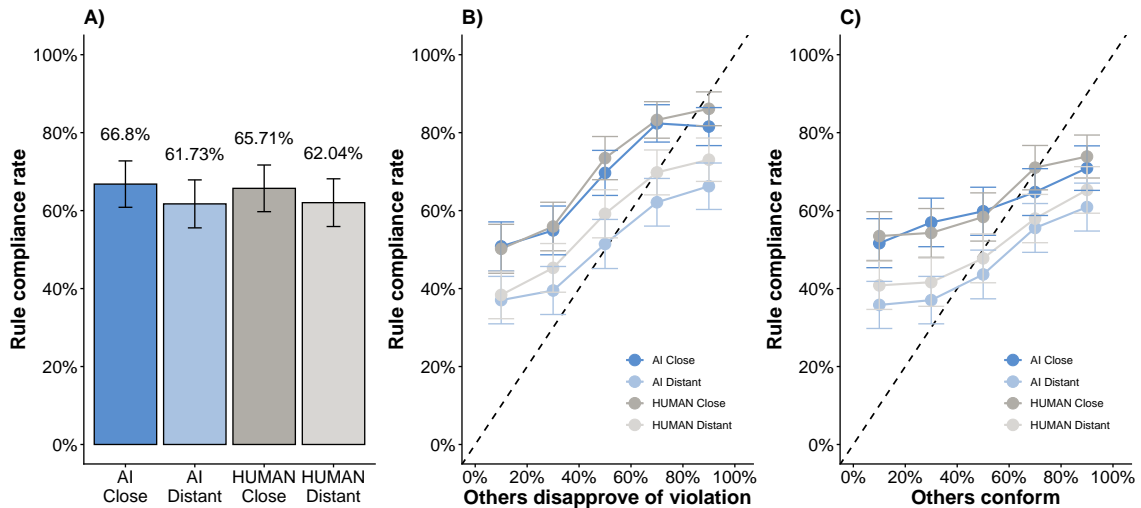 A)
Rule compliance rate
100%
80%
60%
40%
20%
0%
66.8%
61.73%
65.71%
62.04%
AI
Close
AI
Distant
HUMAN
Close
HUMAN
Distant
B)
Rule compliance rate
100%
80%
60%
40%
20%
0%
AI Close
AI Distant
HUMAN Close
HUMAN Distant
0% 20% 40% 60% 80% 100%
Others disapprove of violation
C)
Rule compliance rate
100%
80%
60%
40%
20%
0%
AI Close
AI Distant
HUMAN Close
HUMAN Distant
0% 20% 40% 60% 80% 100%
Others conform